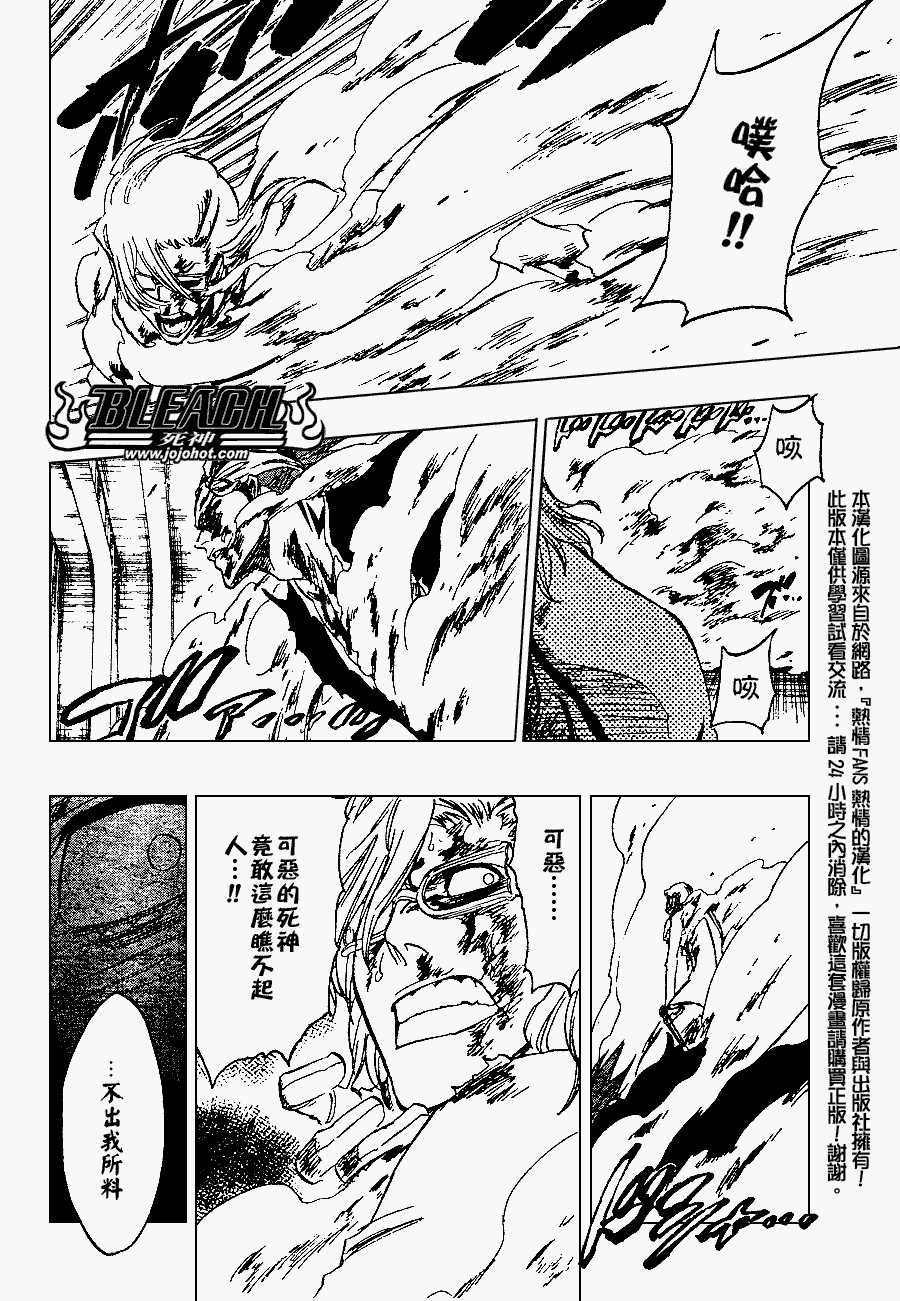 噗
哈!!
咳
咳
BLEACH
死神
www.jojohot.com
可惡……
可惡的死神
竟敢這麼瞧不起
人…!!
…不出我所料
本漢化圖源來自於網路，『熱情FANS熱情的漢化』一切版權歸原作者與出版社擁有！
此版本僅供學習試看交流… 請24小時之內消除，喜歡這套漫畫請購買正版！謝謝。